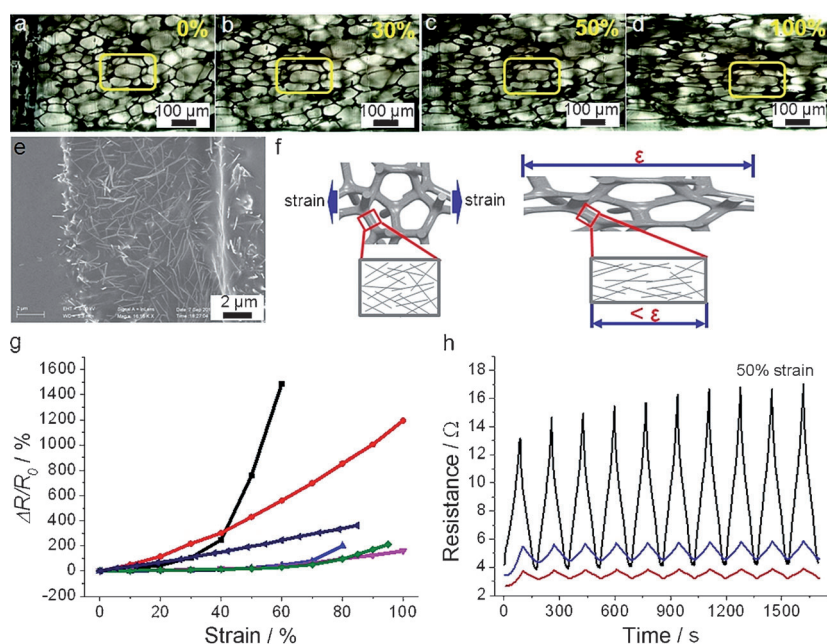 a 0% 100 µm
b 30% 100 µm
c 50% 100 µm
d 100% 100 µm
e
2 µm
2 µm
f
ε
strain
strain
< ε
g
1600
1400
1200
1000
800
600
400
200
0
-200
ΔR/R0 / %
0 20 40 60 80 100
Strain / %
h
50% strain
18
16
14
12
10
8
6
4
2
Resistance / Ω
0 300 600 900 1200 1500
Time / s